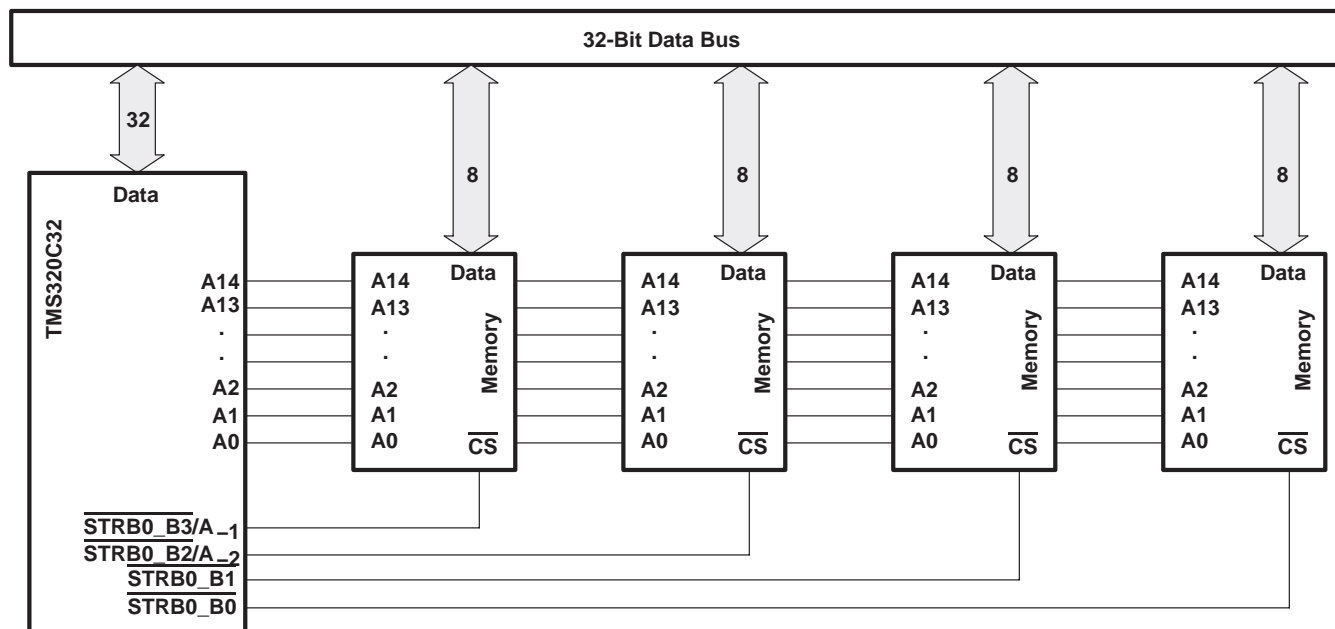 32-Bit Data Bus
32
8
8
8
8
TMS320C32
Data
A14
A13
.
.
A2
A1
A0
STRB0_B3/A–1
STRB0_B2/A–2
STRB0_B1
STRB0_B0
Data
A14
A13
.
.
A2
A1
A0
Memory
CS
Data
A14
A13
.
.
A2
A1
A0
Memory
CS
Data
A14
A13
.
.
A2
A1
A0
Memory
CS
Data
A14
A13
.
.
A2
A1
A0
Memory
CS